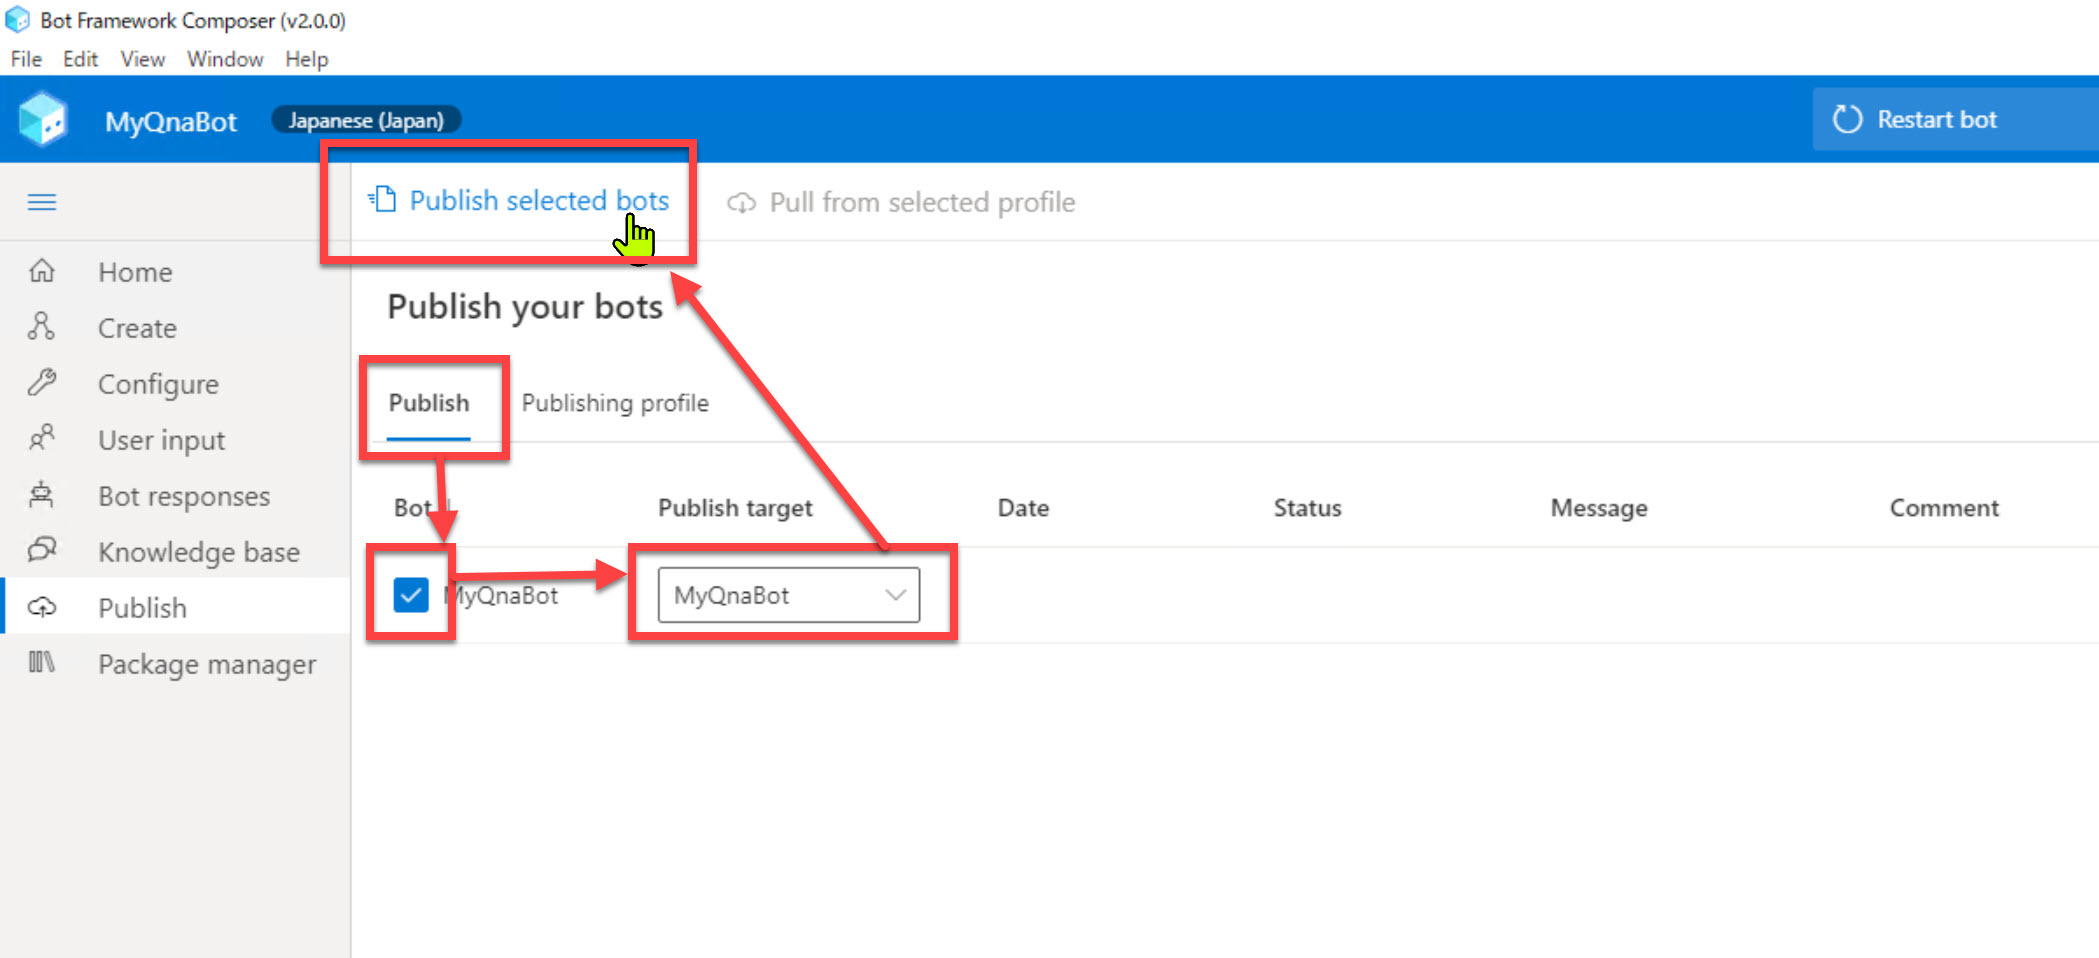 Bot Framework Composer (v2.0.0)
File Edit View Window Help
MyQnaBot Japanese (Japan) Restart bot
Publish selected bots Pull from selected profile
Home
Create
Configure
User input
Bot responses
Knowledge base
Publish
Package manager
Publish your bots
Publish Publishing profile
Bot Publish target Date Status Message Comment
MyQnaBot MyQnaBot